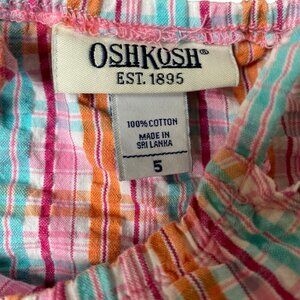 OSHKOSH®
EST. 1895
100% COTTON
MADE IN
SRI LANKA
5